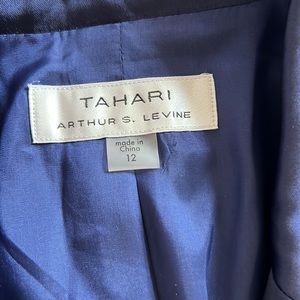 TAHARI
ARTHUR S. LEVINE
made in
China
12